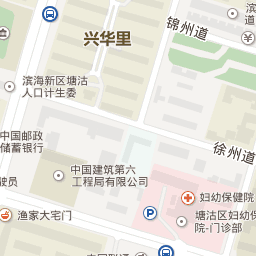 兴华里
锦州道
滨海新区塘沽
人口计生委
徐州道
中国邮政
储蓄银行
中国建筑第六
工程局有限公司
驶员
妇幼保健院
渔家大宅门
P
塘沽区妇幼保
院-门诊部